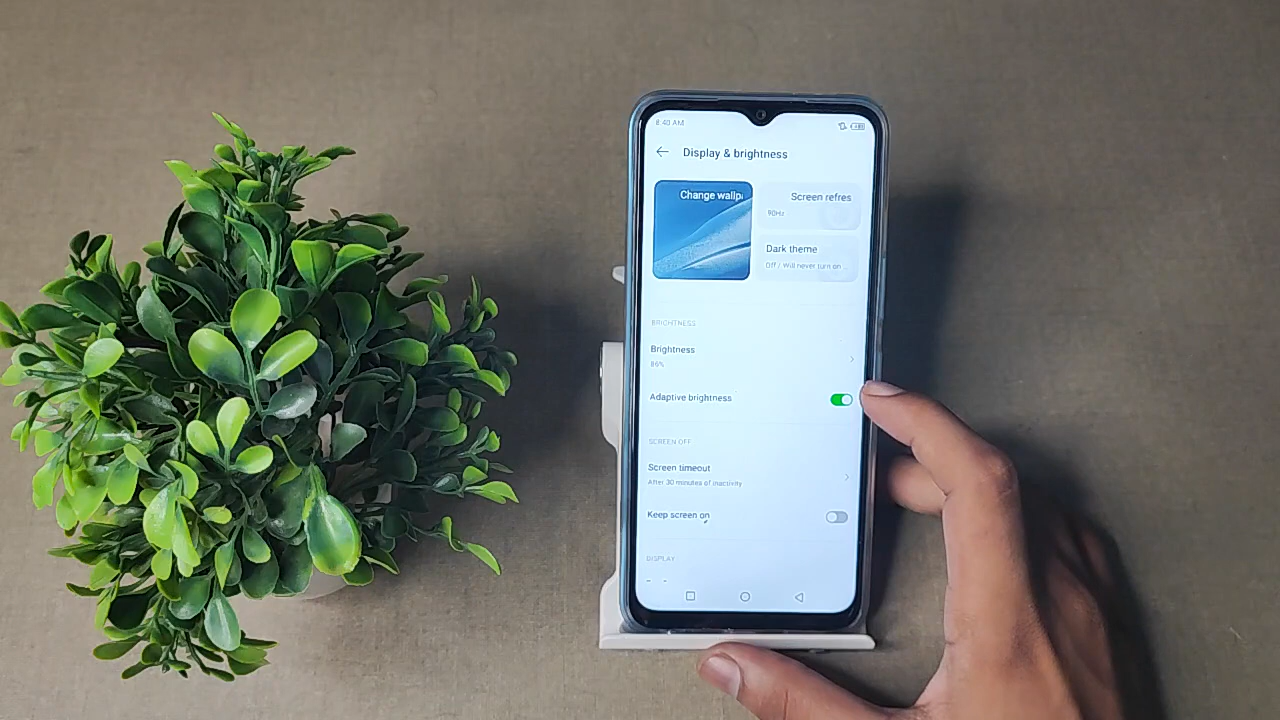 8:40 AM
Display & brightness
Change wallp
Screen refres
90Hz
Dark theme
Off / Will never turn on ...
BRIGHTNESS
Brightness
86%
Adaptive brightness
SCREEN OFF
Screen timeout
After 30 minutes of inactivity
Keep screen on
DISPLAY